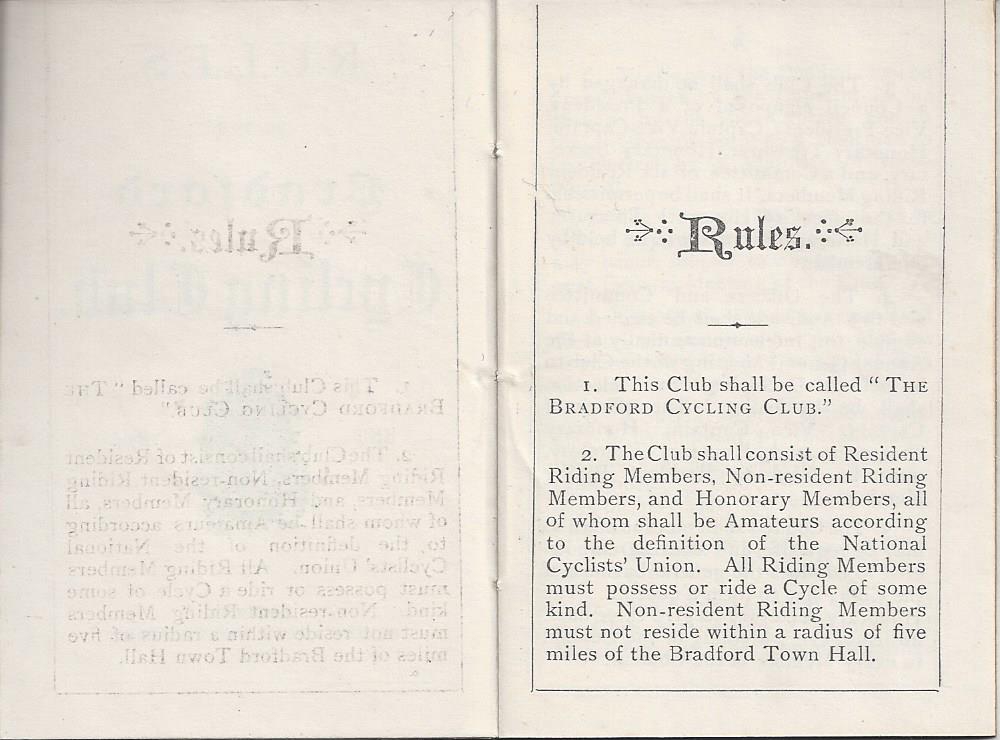 Rules.
1. This Club shall be called " THE
BRADFORD CYCLING CLUB."
2. The Club shall consist of Resident
Riding Members, Non-resident Riding
Members, and Honorary Members, all
of whom shall be Amateurs according
to the definition of the National
Cyclists' Union. All Riding Members
must possess or ride a Cycle of some
kind. Non-resident Riding Members
must not reside within a radius of five
miles of the Bradford Town Hall.